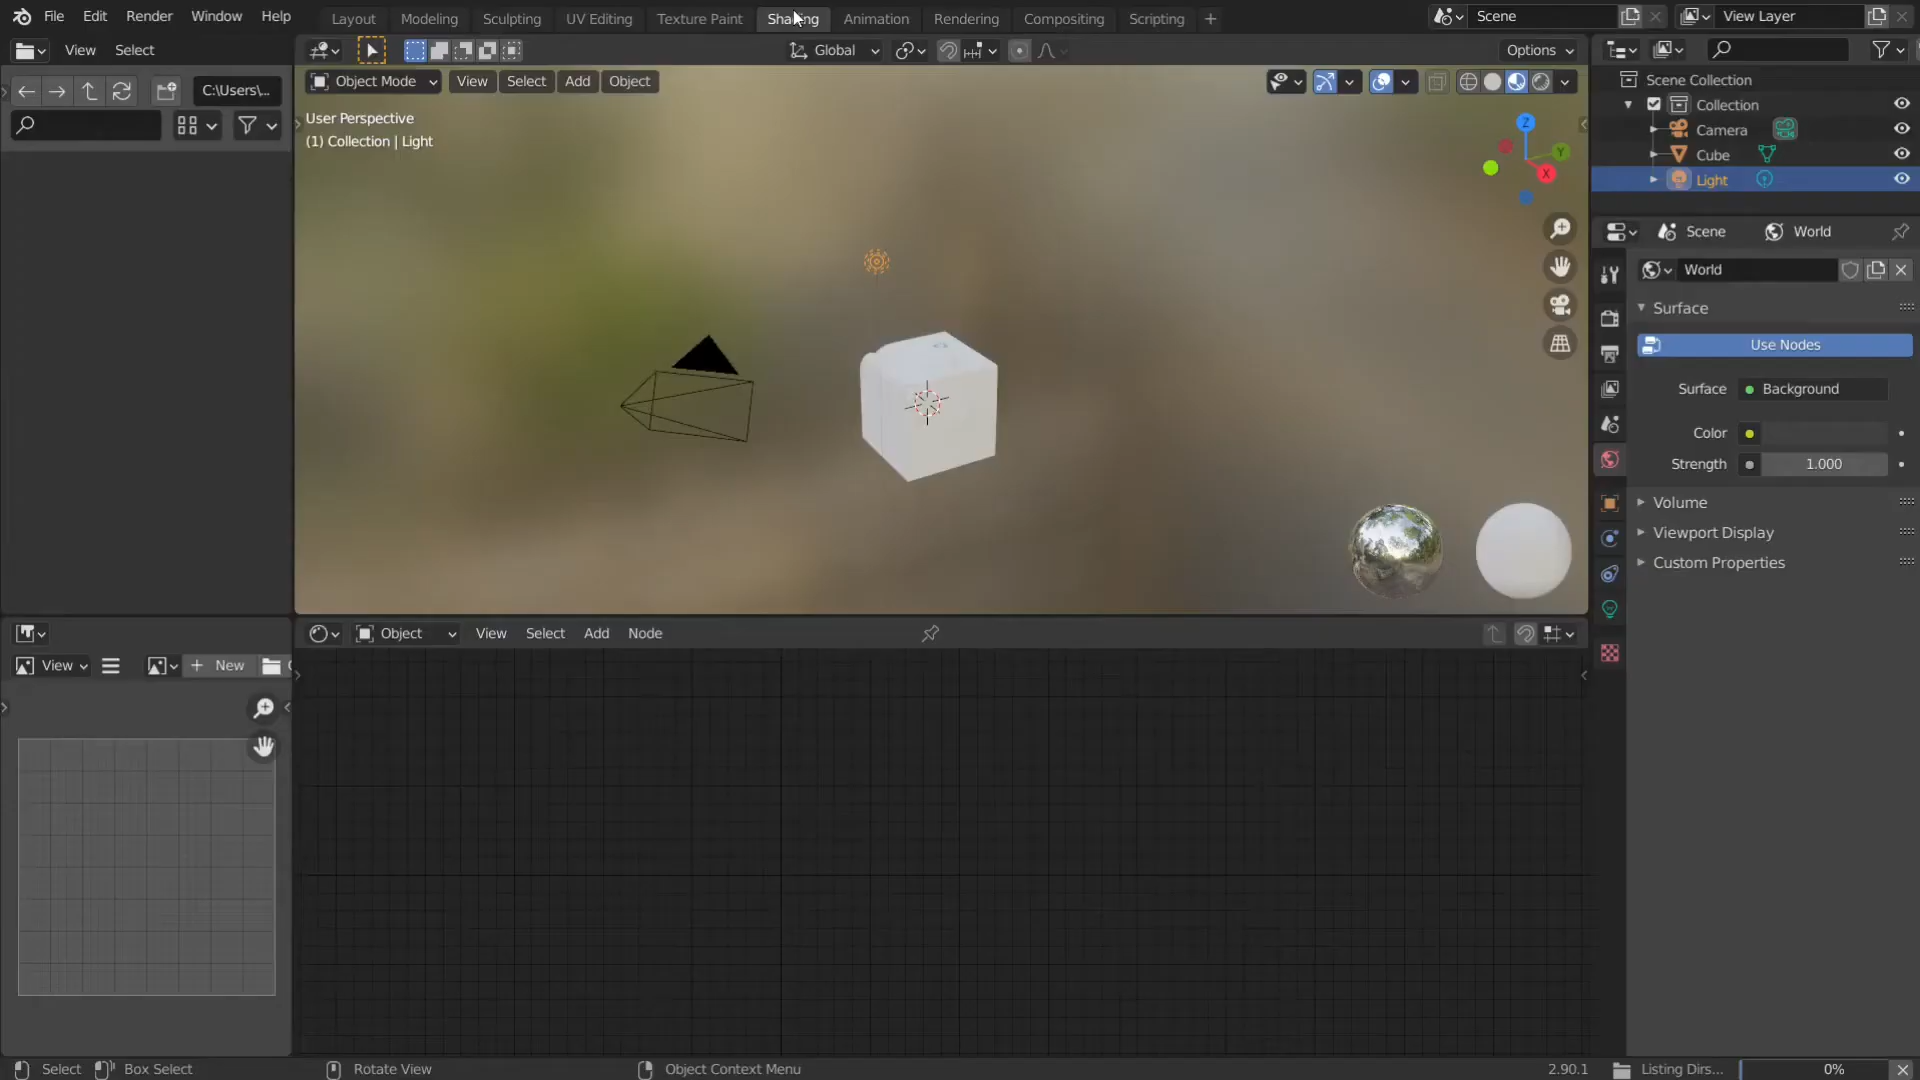 File Edit Render Window Help Layout Modeling Sculpting UV Editing Texture Paint Shading Animation Rendering Compositing Scripting + Scene View Layer
View Select Global Options
C:\Users\.. Object Mode View Select Add Object
User Perspective
(1) Collection | Light
Z
Y
X
Scene Collection
Collection
Camera
Cube
Light
Scene World
World
Surface
Use Nodes
Surface Background
Color
Strength 1.000
Volume
Viewport Display
Custom Properties
Object View Select Add Node
View + New
Select Box Select Rotate View Object Context Menu 2.90.1 Listing Dirs... 0%